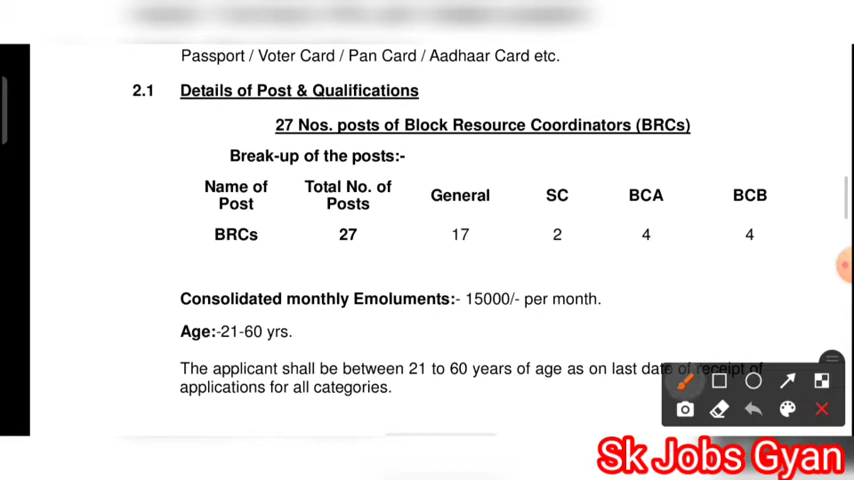 Passport / Voter Card / Pan Card / Aadhaar Card etc.
2.1 Details of Post & Qualifications
27 Nos. posts of Block Resource Coordinators (BRCs)
Break-up of the posts:-
Name of Post Total No. of Posts General SC BCA BCB
BRCs 27 17 2 4 4
Consolidated monthly Emoluments:- 15000/- per month.
Age:-21-60 yrs.
The applicant shall be between 21 to 60 years of age as on last date of receipt of
applications for all categories.
Sk Jobs Gyan